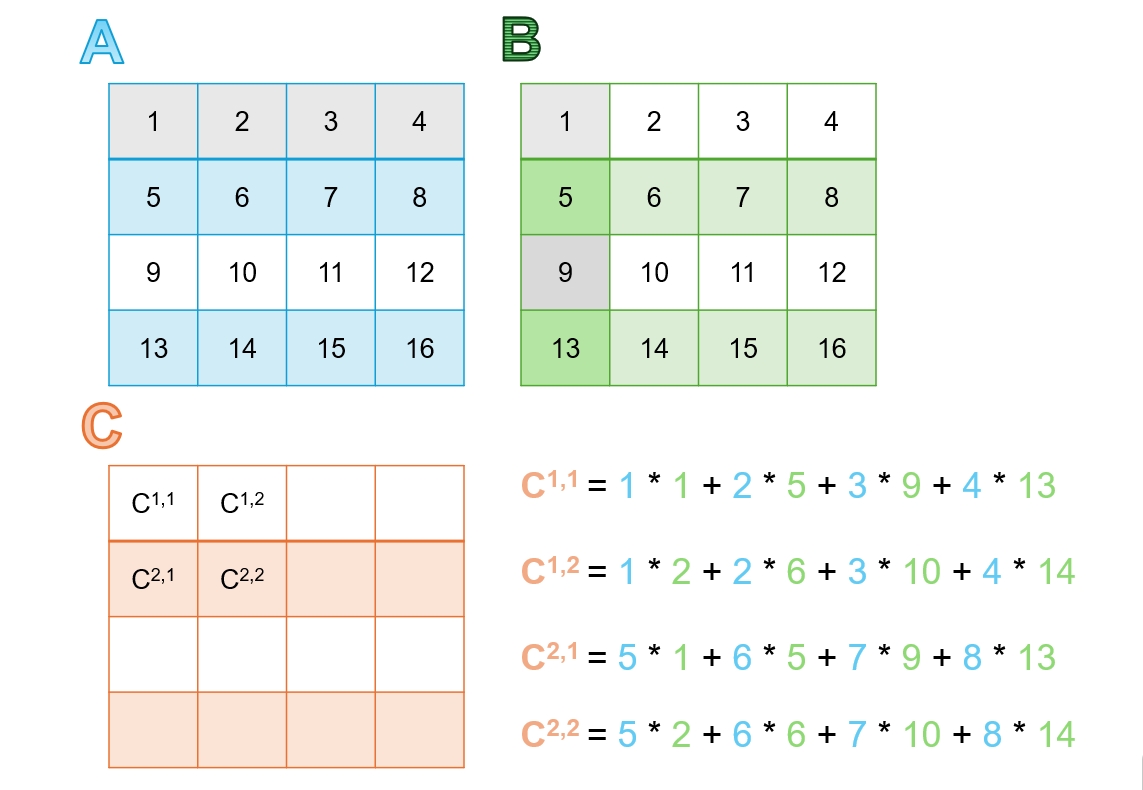 A
B
1 2 3 4
5 6 7 8
9 10 11 12
13 14 15 16
1 2 3 4
5 6 7 8
9 10 11 12
13 14 15 16
C
C1,1 C1,2
C2,1 C2,2
C1,1 = 1 * 1 + 2 * 5 + 3 * 9 + 4 * 13
C1,2 = 1 * 2 + 2 * 6 + 3 * 10 + 4 * 14
C2,1 = 5 * 1 + 6 * 5 + 7 * 9 + 8 * 13
C2,2 = 5 * 2 + 6 * 6 + 7 * 10 + 8 * 14